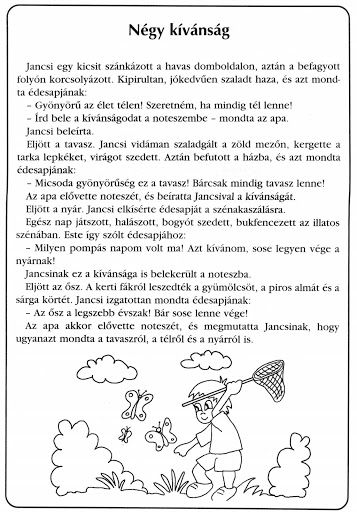 Négy kívánság
Jancsi egy kicsit szánkázott a havas domboldalon, aztán a befagyott
folyón korcsolyázott. Kipirultan, jókedvűen szaladt haza, és azt mond-
ta édesapjának:
– Gyönyörű az élet télen! Szeretném, ha mindig tél lenne!
– Írd bele a kívánságodat a noteszembe – mondta az apa.
Jancsi beleírta.
Eljött a tavasz. Jancsi vidáman szaladgált a zöld mezőn, kergette a
tarka lepkéket, virágot szedett. Aztán befutott a házba, és azt mondta
édesapjának:
– Micsoda gyönyörűség ez a tavasz! Bárcsak mindig tavasz lenne!
Az apa elővette noteszét, és beíratta Jancsival a kívánságát.
Eljött a nyár. Jancsi elkísérte édesapját a szénakaszálásra.
Egész nap játszott, halászott, bogyót szedett, bukfencezett az illatos
szénában. Este így szólt édesapjához:
– Milyen pompás napom volt ma! Azt kívánom, sose legyen vége a
nyárnak!
Jancsinak ez a kívánsága is belekerült a noteszba.
Eljött az ősz. A kerti fákról leszedték a gyümölcsöt, a piros almát és a
sárga körtét. Jancsi izgatottan mondta édesapjának:
– Az ősz a legszebb évszak! Bár sose lenne vége!
Az apa akkor elővette noteszét, és megmutatta Jancsinak, hogy
ugyanazt mondta a tavaszról, a télről és a nyárról is.